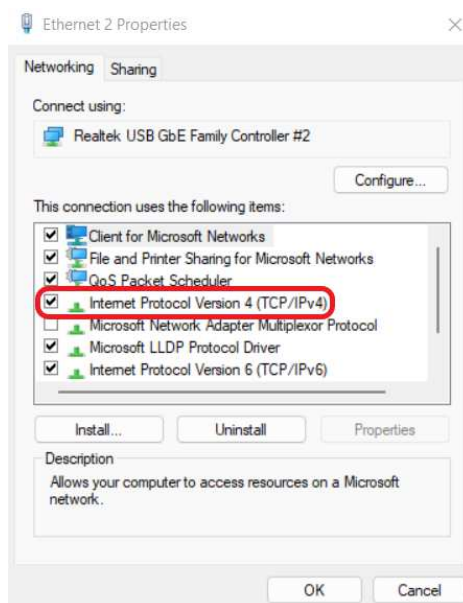 Ethernet 2 Properties
Networking Sharing
Connect using:
Realtek USB GbE Family Controller #2
Configure...
This connection uses the following items:
Client for Microsoft Networks
File and Printer Sharing for Microsoft Networks
QoS Packet Scheduler
Internet Protocol Version 4 (TCP/IPv4)
Microsoft Network Adapter Multiplexor Protocol
Microsoft LLDP Protocol Driver
Internet Protocol Version 6 (TCP/IPv6)
Install... Uninstall Properties
Description
Allows your computer to access resources on a Microsoft
network.
OK Cancel